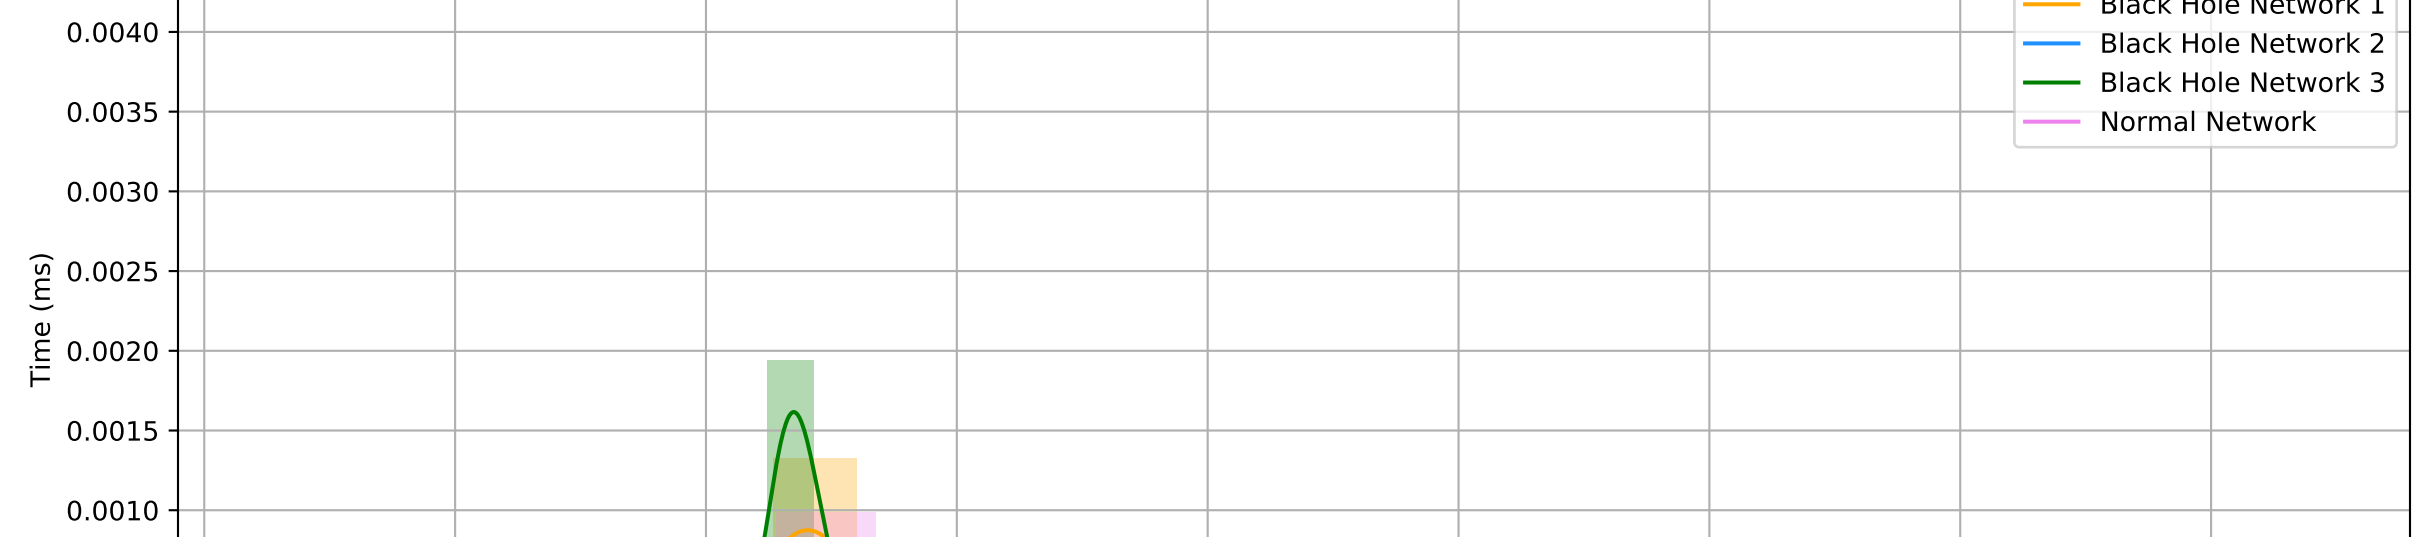 Black Hole Network 1
Black Hole Network 2
Black Hole Network 3
Normal Network
0.0040
0.0035
0.0030
0.0025
0.0020
0.0015
0.0010
Time (ms)